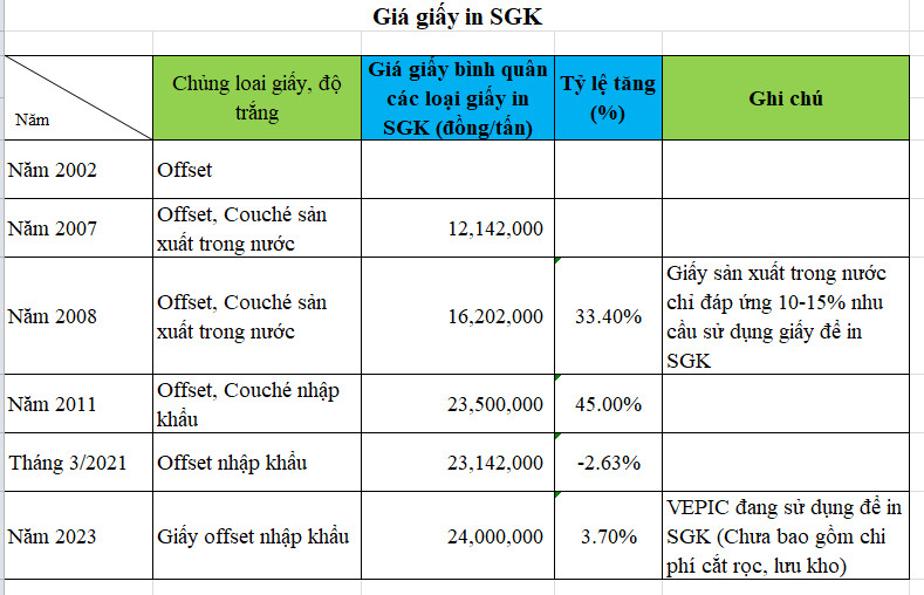 Giá giấy in SGK
Năm
Chủng loai giấy, độ
trắng
Giá giấy bình quân
các loại giấy in
SGK (đồng/tấn)
Tỷ lệ tăng
(%)
Ghi chú
Năm 2002
Offset
Năm 2007
Offset, Couché sản
xuất trong nước
12,142,000
Năm 2008
Offset, Couché sản
xuất trong nước
16,202,000
33.40%
Giấy sản xuất trong nước
chỉ đáp ứng 10-15% nhu
cầu sử dụng giấy để in
SGK
Năm 2011
Offset, Couché nhập
khẩu
23,500,000
45.00%
Tháng 3/2021
Offset nhập khẩu
23,142,000
-2.63%
Năm 2023
Giấy offset nhập khẩu
24,000,000
3.70%
VEPIC đang sử dụng để in
SGK (Chưa bao gồm chi
phí cắt rọc, lưu kho)